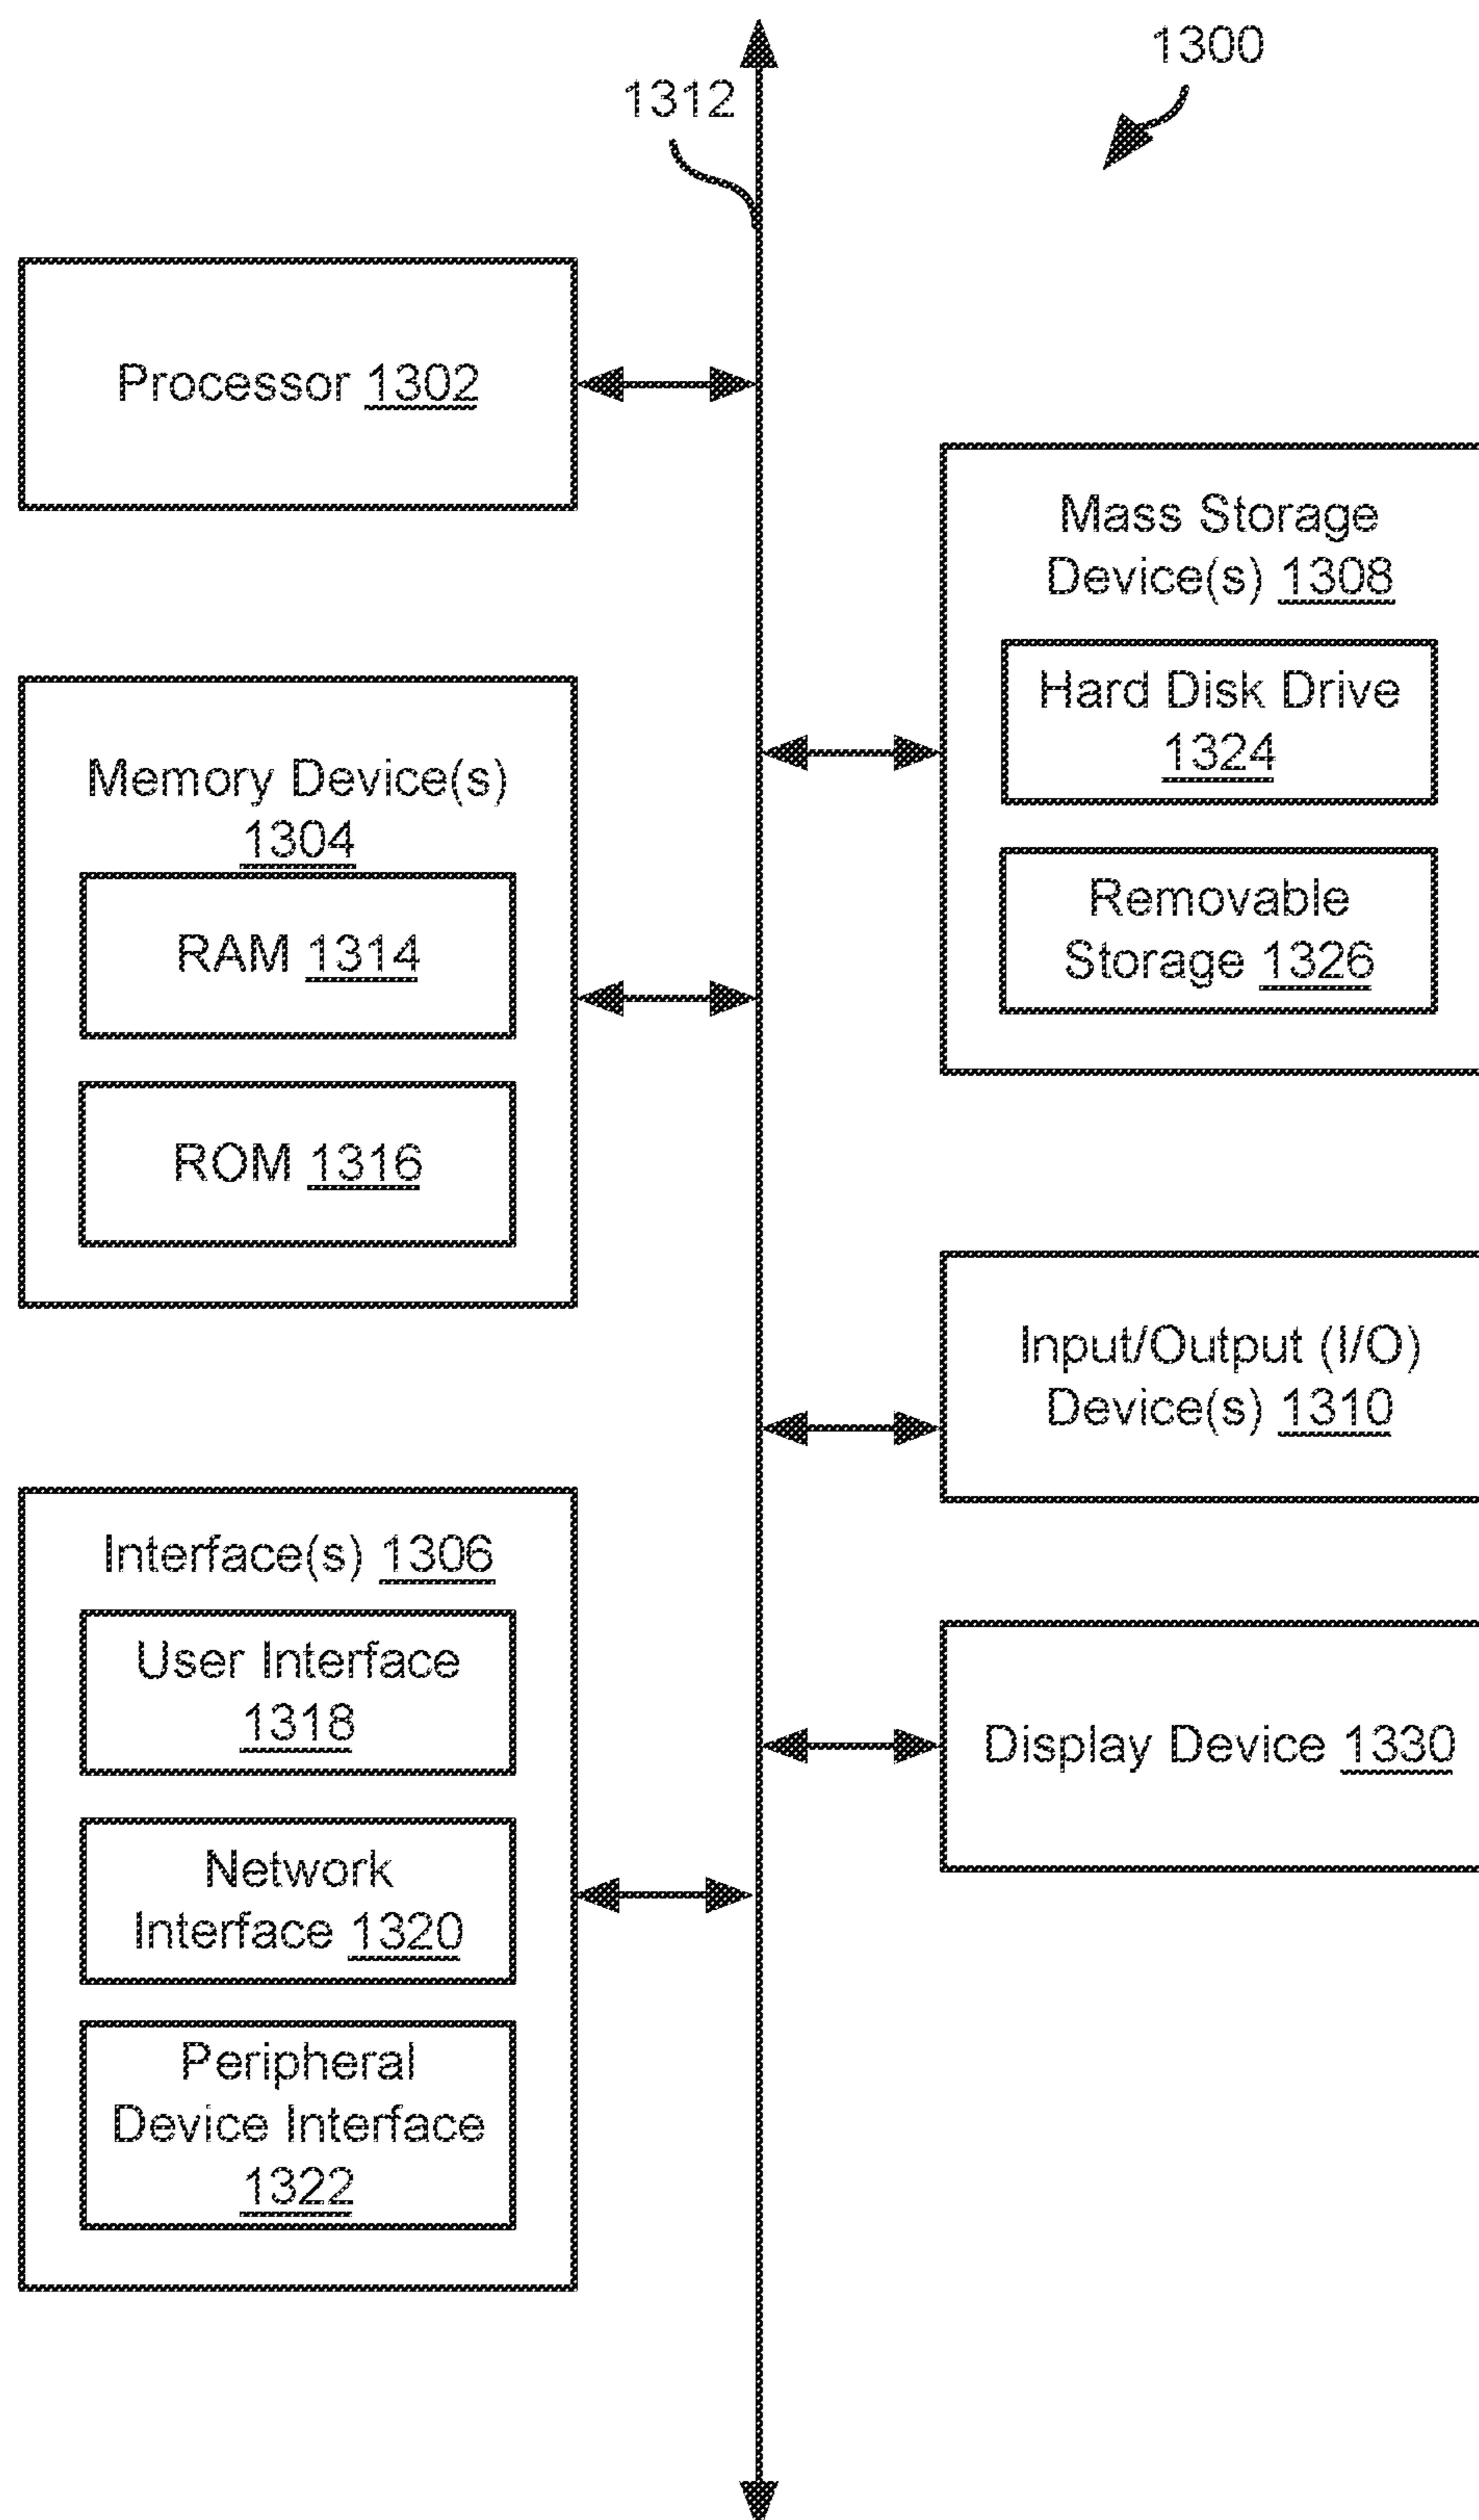 1300
1312
Processor 1302
Mass Storage
Device(s) 1308
Hard Disk Drive
1324
Removable
Storage 1326
Memory Device(s)
1304
RAM 1314
ROM 1316
Input/Output (I/O)
Device(s) 1310
Interface(s) 1306
User Interface
1318
Network
Interface 1320
Peripheral
Device Interface
1322
Display Device 1330